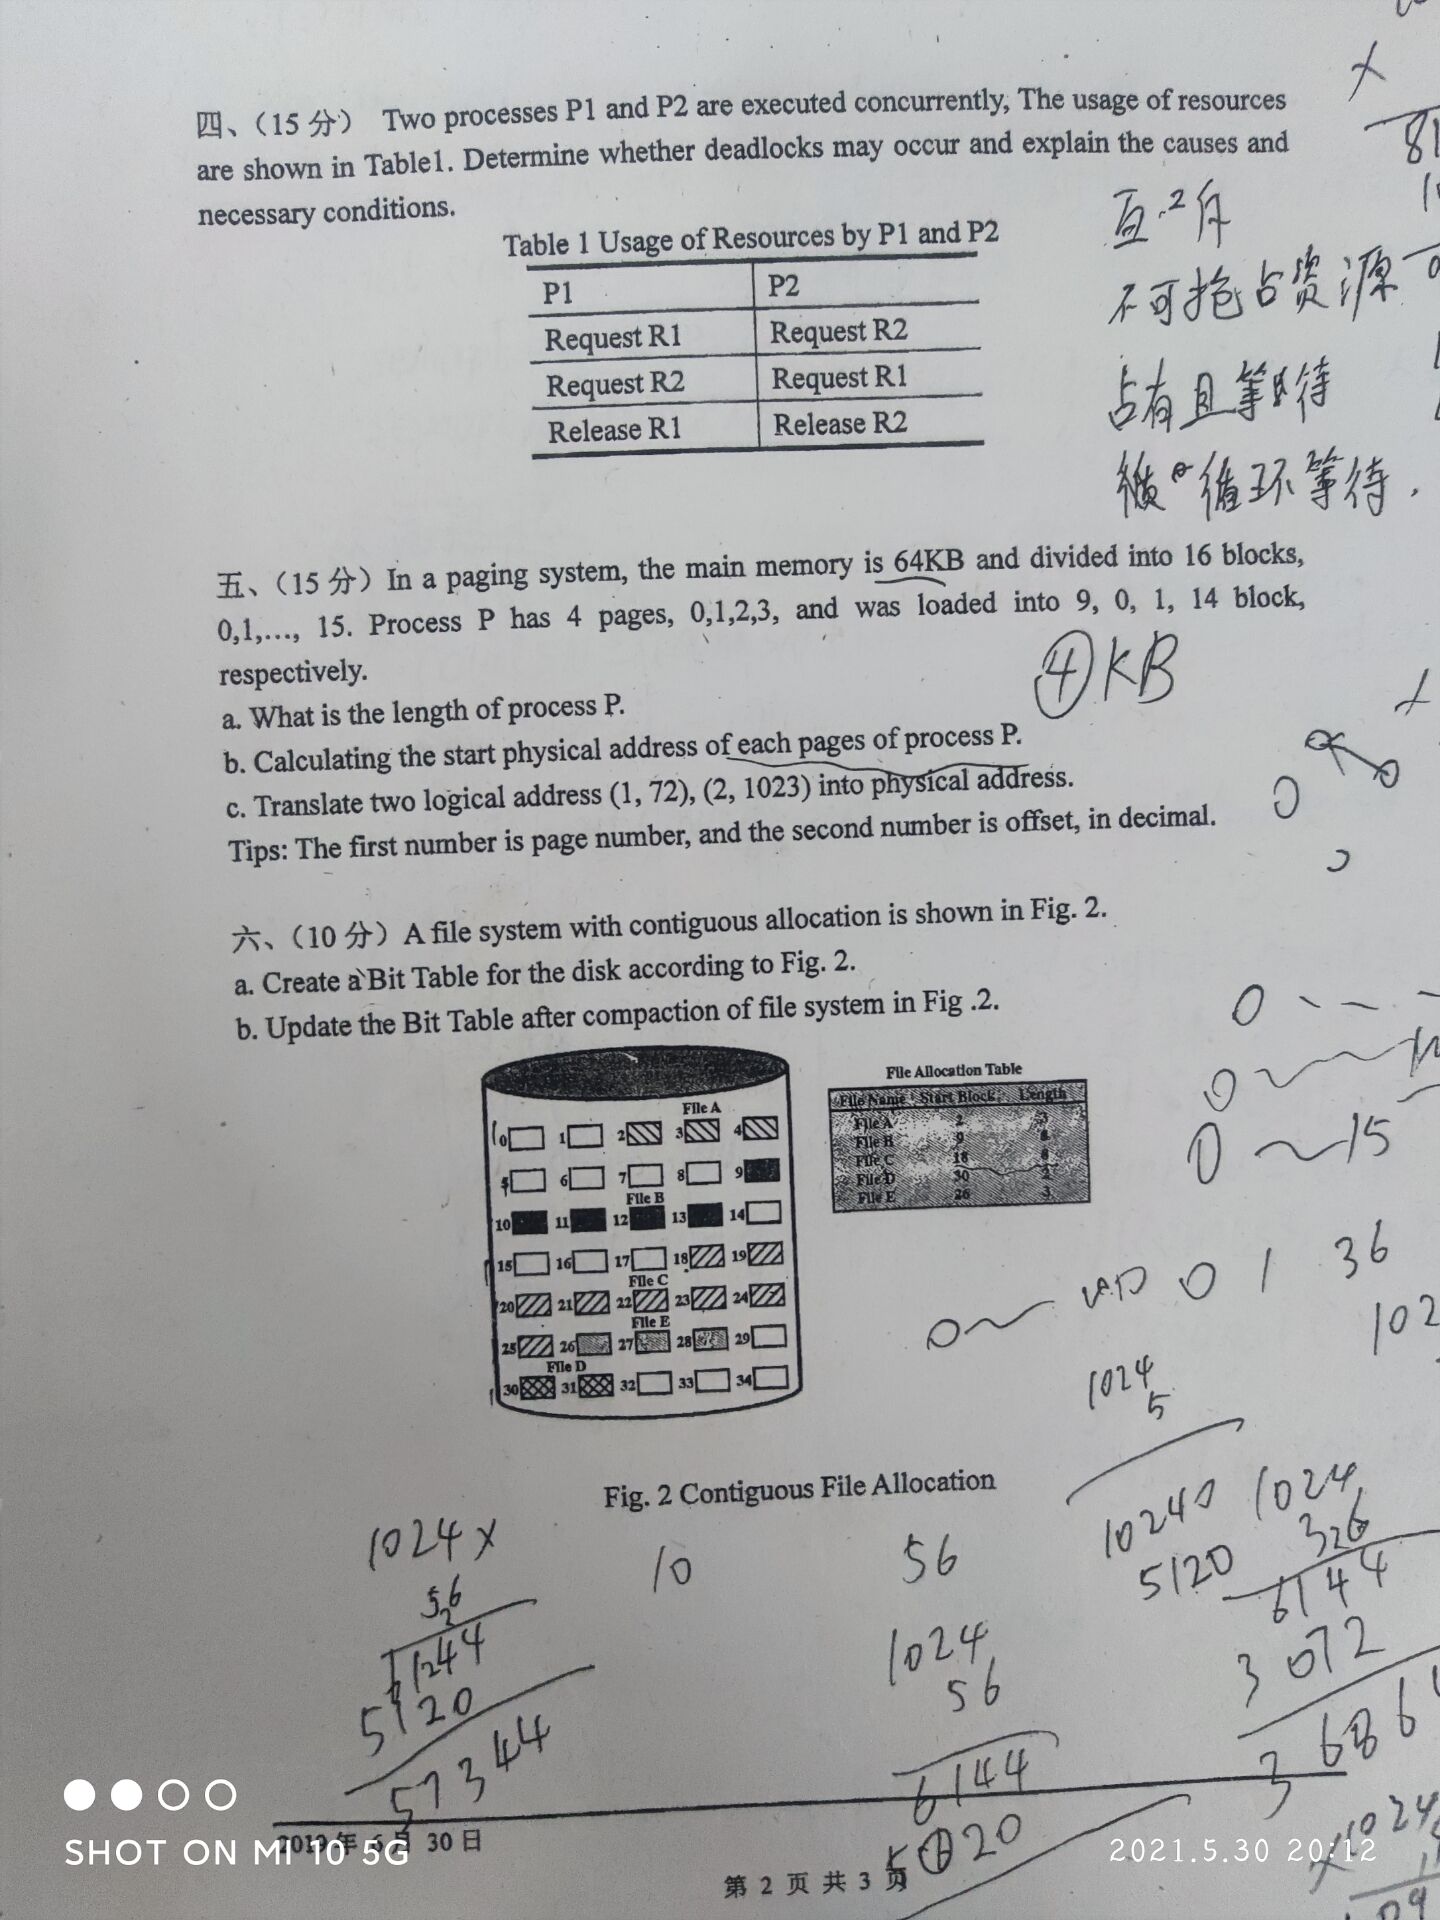 四、（15 分） Two processes P1 and P2 are executed concurrently, The usage of resources
are shown in Table1. Determine whether deadlocks may occur and explain the causes and
necessary conditions.
Table 1 Usage of Resources by P1 and P2
P1 P2
Request R1 Request R2
Request R2 Request R1
Release R1 Release R2
不可抢占资源
占有且等待
循环等待.
五、（15 分）In a paging system, the main memory is 64KB and divided into 16 blocks,
0,1,..., 15. Process P has 4 pages, 0,1,2,3, and was loaded into 9, 0, 1, 14 block,
respectively.
4KB
a. What is the length of process P.
b. Calculating the start physical address of each pages of process P.
c. Translate two logical address (1, 72), (2, 1023) into physical address.
Tips: The first number is page number, and the second number is offset, in decimal.
六、（10 分）A file system with contiguous allocation is shown in Fig. 2.
a. Create a Bit Table for the disk according to Fig. 2.
b. Update the Bit Table after compaction of file system in Fig .2.
File Allocation Table
File Name Start Block Length
File A 2 3
File B 9
File C 18 8
File D 30 2
File E 26 3
File A
0 1 2 3 4
5 6 7 8 9
File B
10 11 12 13 14
15 16 17 18 19
File C
20 21 22 23 24
File E
25 26 27 28 29
File D
30 31 32 33 34
0~15
0 1 36
1024
5
10240
5120
1024
36
6144
3072
Fig. 2 Contiguous File Allocation
1024 x
56
5120
57344
10
56
1024
56
6144
5120
1024
2019 年 6 月 30 日
第 2 页 共 3 页
SHOT ON MI 10 5G
2021.5.30 20:12